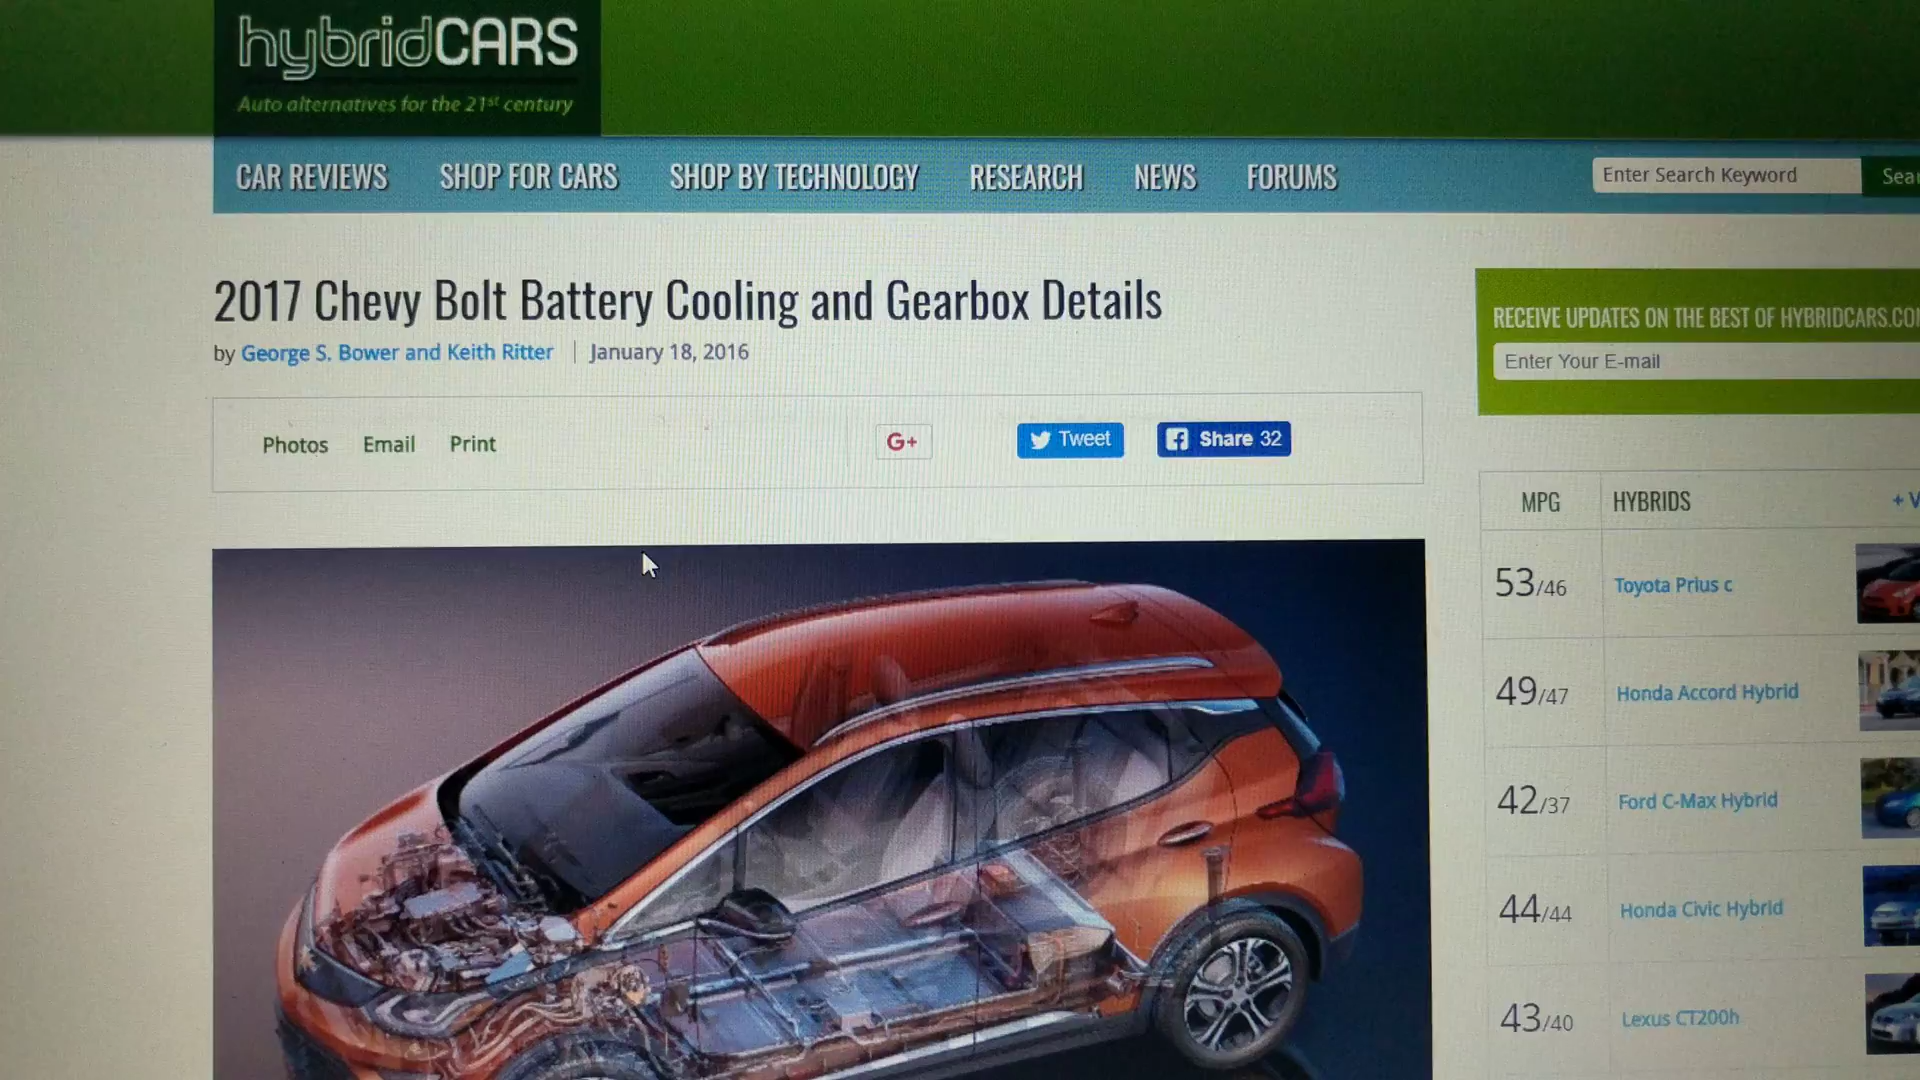 hybridCARS
Auto alternatives for the 21st century
CAR REVIEWS SHOP FOR CARS SHOP BY TECHNOLOGY RESEARCH NEWS FORUMS
Enter Search Keyword
2017 Chevy Bolt Battery Cooling and Gearbox Details
by George S. Bower and Keith Ritter | January 18, 2016
Photos Email Print G+ Tweet Share 32
RECEIVE UPDATES ON THE BEST OF HYBRIDCARS.CO
Enter Your E-mail
MPG HYBRIDS
53/46 Toyota Prius c
49/47 Honda Accord Hybrid
42/37 Ford C-Max Hybrid
44/44 Honda Civic Hybrid
43/40 Lexus CT200h